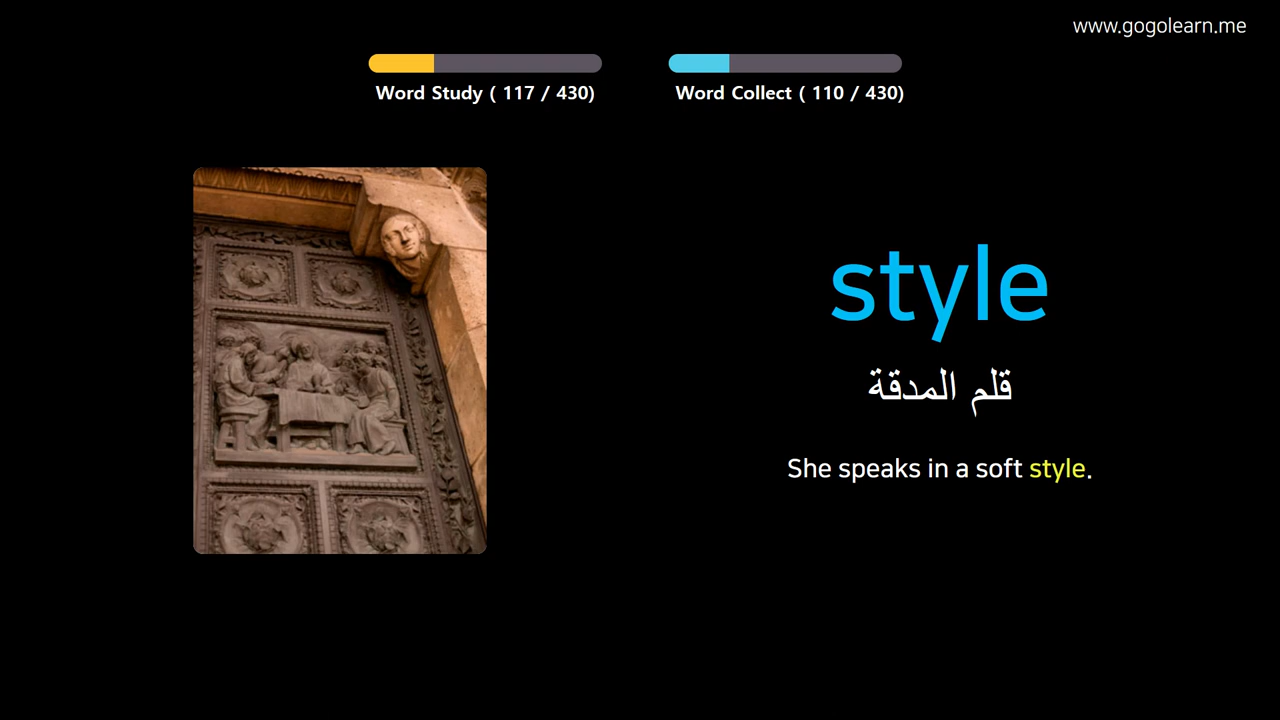 www.gogolearn.me
Word Study ( 117 / 430)
Word Collect ( 110 / 430)
style
قلم المدقة
She speaks in a soft style.